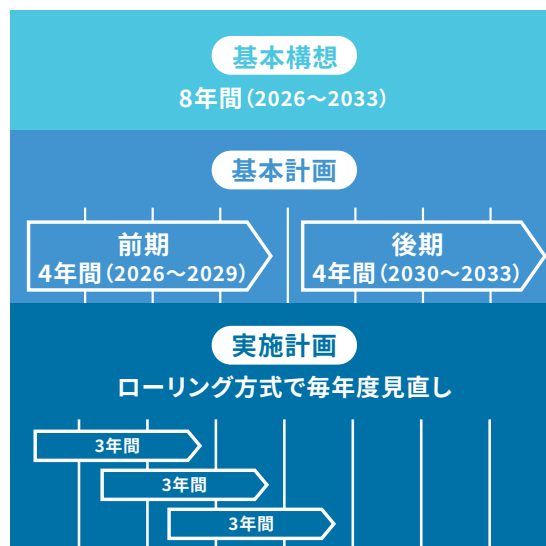 基本構想
8年間(2026〜2033)
基本計画
前期
4年間(2026〜2029)
後期
4年間(2030〜2033)
実施計画
ローリング方式で毎年度見直し
3年間
3年間
3年間